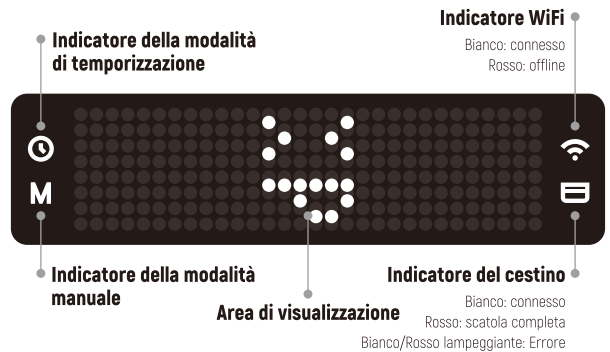 Indicatore WiFi
Bianco: connesso
Rosso: offline
Indicatore della modalità
di temporizzazione
M
Indicatore della modalità
manuale
Area di visualizzazione
Indicatore del cestino
Bianco: connesso
Rosso: scatola completa
Bianco/Rosso lampeggiante: Errore